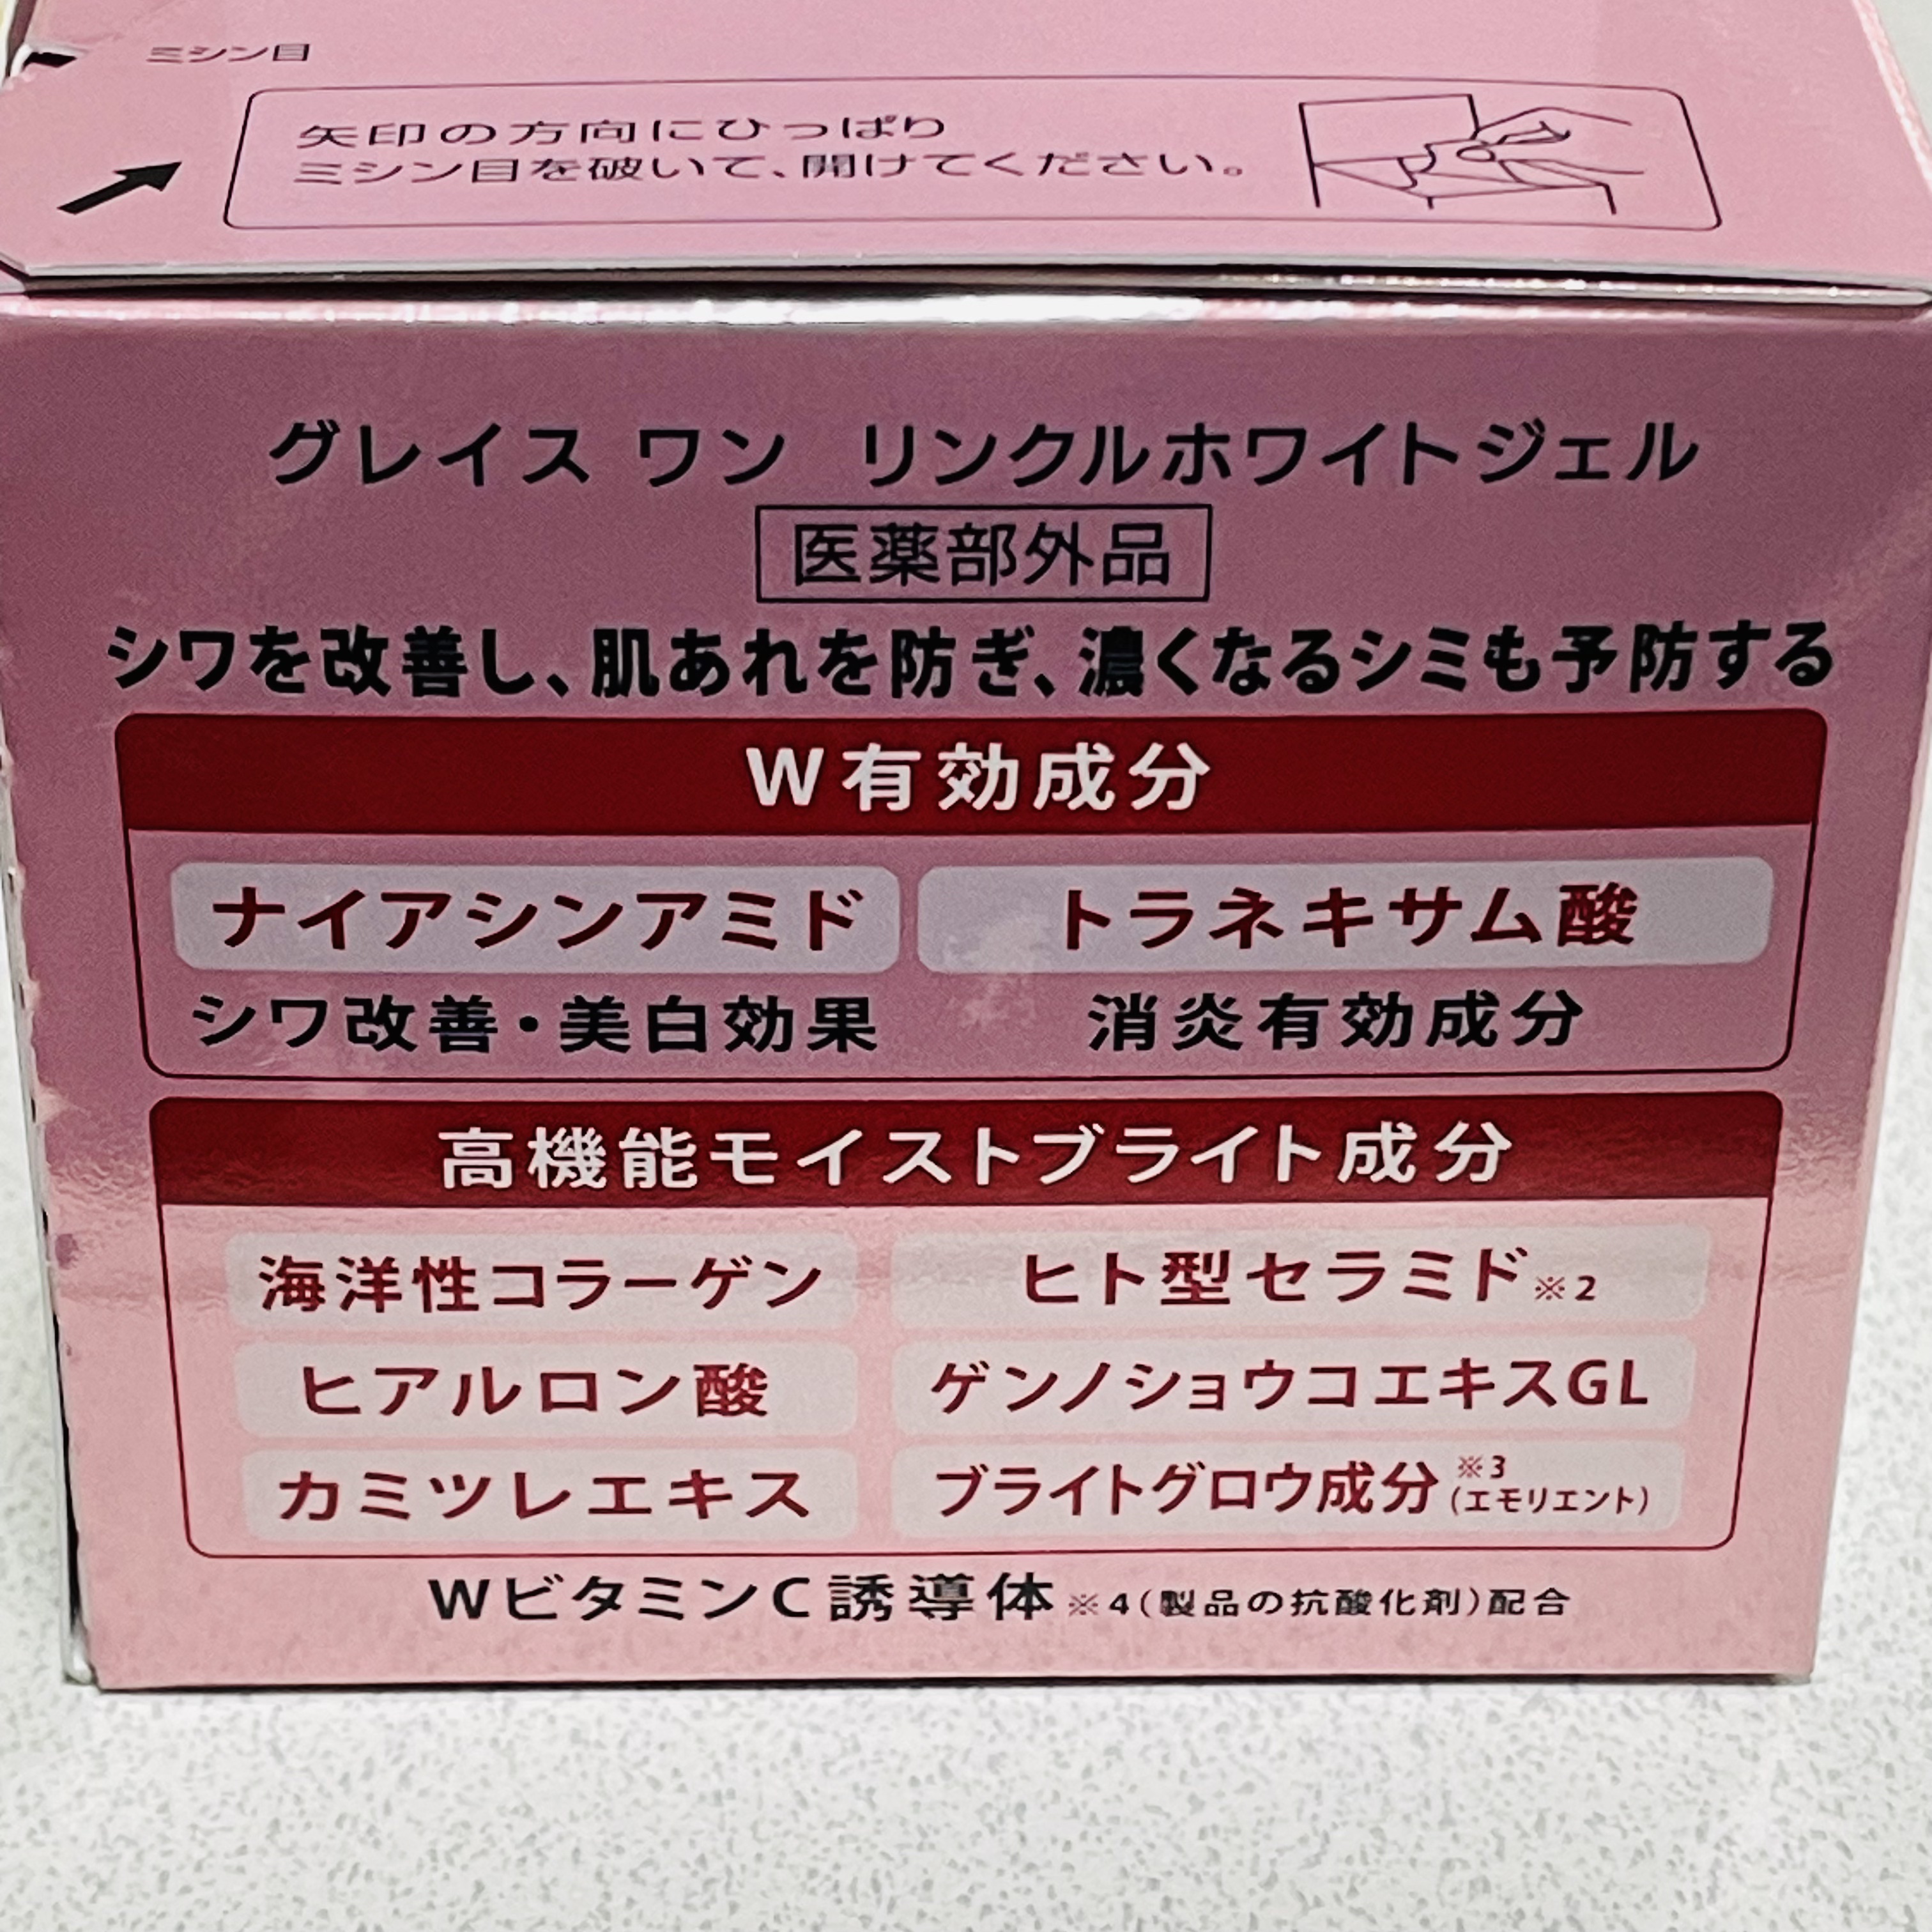 ミシン目
矢印の方向にひっぱり
ミシン目を破いて、開けてください。
グレイス ワン リンクルホワイトジェル
医薬部外品
シワを改善し、肌あれを防ぎ、濃くなるシミも予防する
W有効成分
ナイアシンアミド トラネキサム酸
シワ改善・美白効果 消炎有効成分
高機能モイストブライト成分
海洋性コラーゲン ヒト型セラミド※2
ヒアルロン酸 ゲンノショウコエキスGL
カミツレエキス ブライトグロウ成分※3(エモリエント)
WビタミンC誘導体※4(製品の抗酸化剤)配合